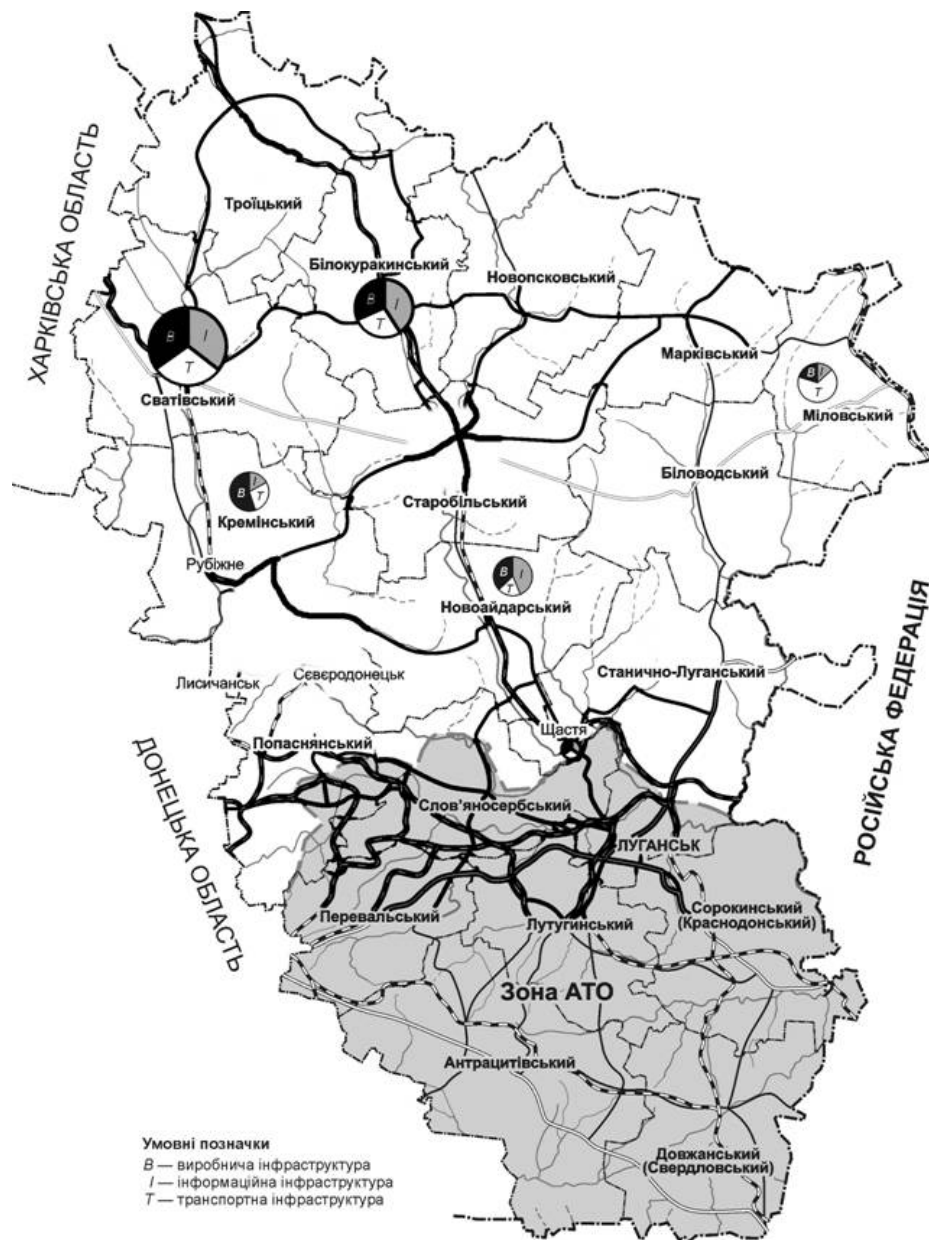 ХАРКІВСЬКА ОБЛАСТЬ
Троїцький
Білокуракинський
Новопсковський
В
І
Т
В
І
Т
Марківський
В
І
Т
Сватівський
Міловський
Біловодський
В
І
Т
Старобільський
Кремінський
Рубіжне
В
І
Т
Новоайдарський
Станично-Луганський
РОСІЙСЬКА ФЕДЕРАЦІЯ
Лисичанськ
Сєвєродонецьк
Щастя
ДОНЕЦЬКА ОБЛАСТЬ
Попаснянський
Слов’яносербський
ЛУГАНСЬК
Перевальський
Лутугинський
Сорокинський
(Краснодонський)
Зона АТО
Антрацитівський
Довжанський
(Свердловський)
Умовні позначки
В — виробнича інфраструктура
І — інформаційна інфраструктура
Т — транспортна інфраструктура